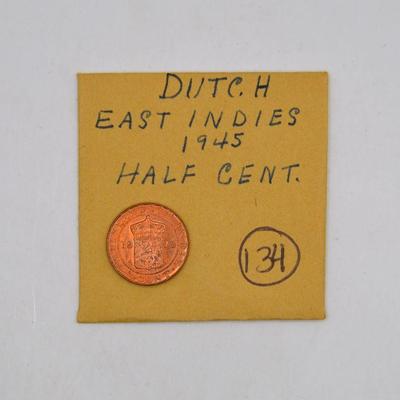 DUTCH
EAST INDIES
1945
HALF CENT.
134